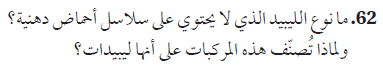 62. ما نوع الليبيد الذي لا يحتوي على سلاسل أحماض دهنية؟
ولماذا تُصنّف هذه المركبات على أنها ليبيدات؟